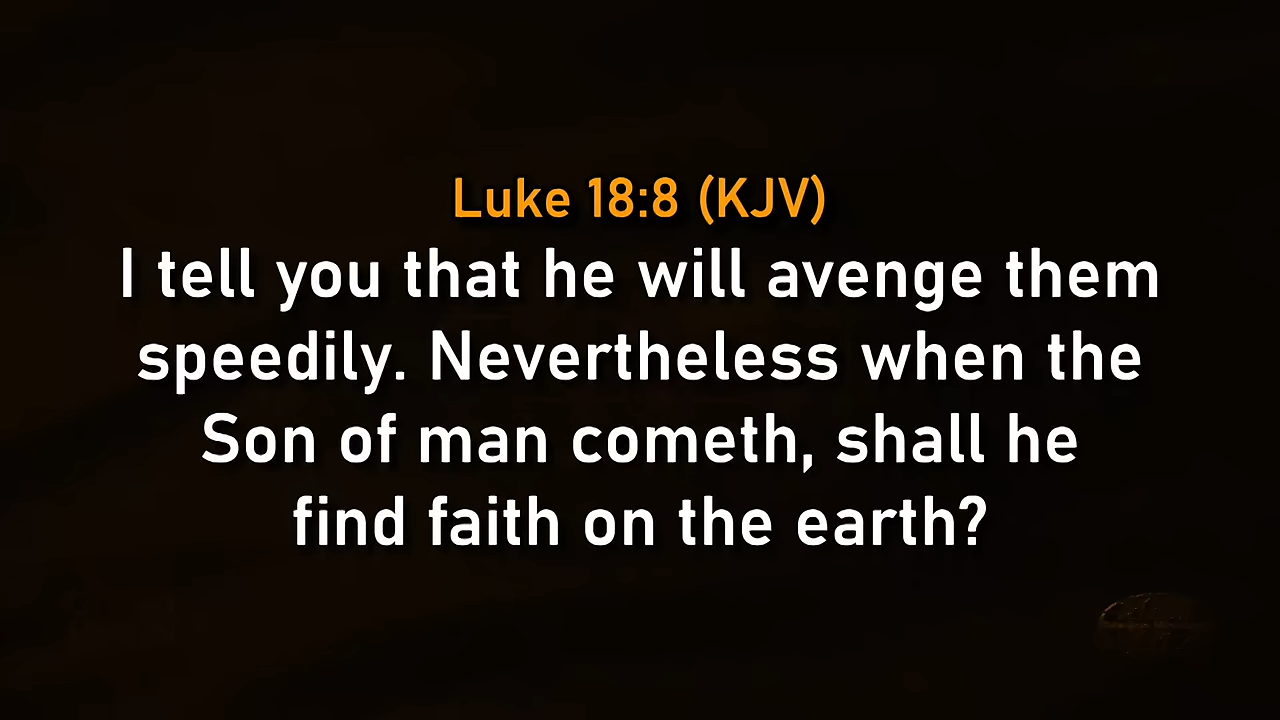 Luke 18:8 (KJV)
I tell you that he will avenge them
speedily. Nevertheless when the
Son of man cometh, shall he
find faith on the earth?